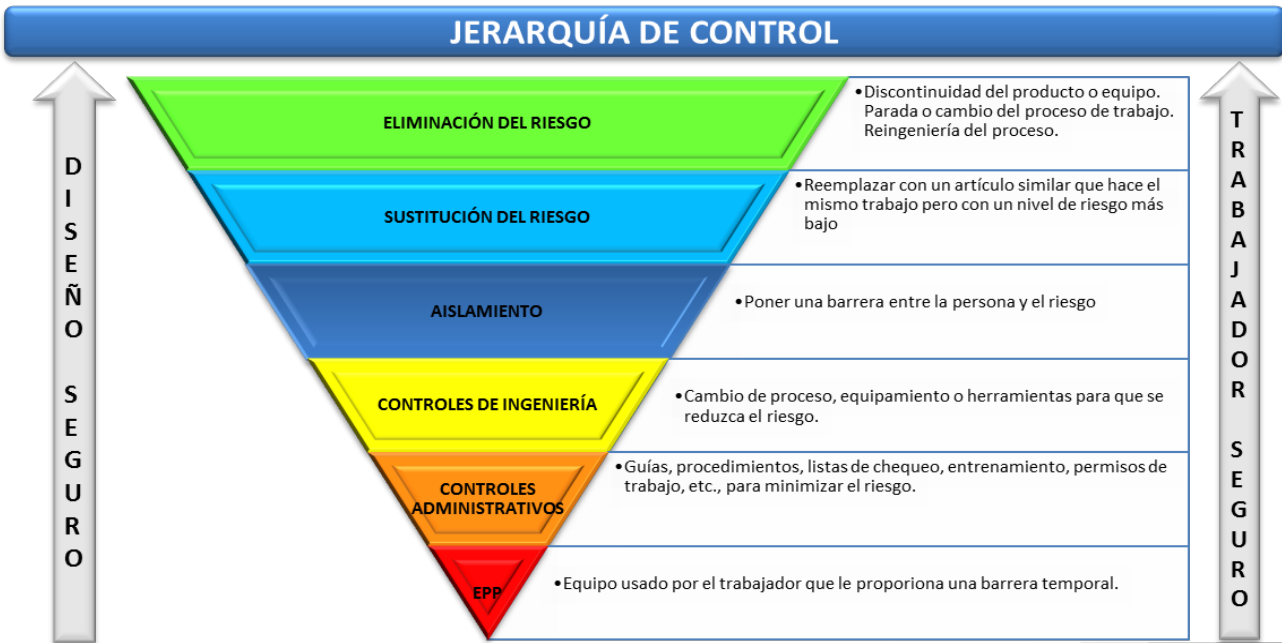 JERARQUÍA DE CONTROL
DISEÑO SEGURO
ELIMINACIÓN DEL RIESGO
•Discontinuidad del producto o equipo.
Parada o cambio del proceso de trabajo.
Reingeniería del proceso.
SUSTITUCIÓN DEL RIESGO
•Reemplazar con un artículo similar que hace el
mismo trabajo pero con un nivel de riesgo más
bajo
AISLAMIENTO
•Poner una barrera entre la persona y el riesgo
CONTROLES DE INGENIERÍA
•Cambio de proceso, equipamiento o herramientas para que se
reduzca el riesgo.
CONTROLES
ADMINISTRATIVOS
•Guías, procedimientos, listas de chequeo, entrenamiento, permisos de
trabajo, etc., para minimizar el riesgo.
EPP
•Equipo usado por el trabajador que le proporiona una barrera temporal.
TRABAJADOR SEGURO